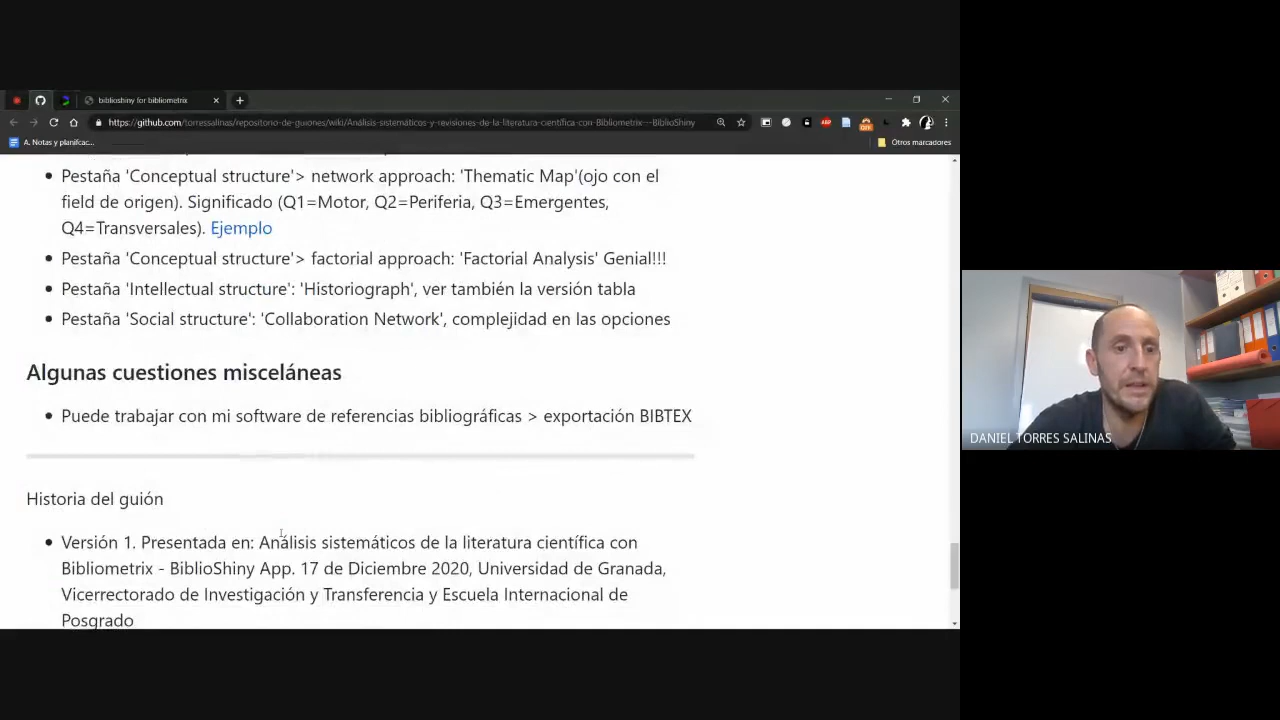 biblioshiny for bibliometrix
https://github.com/torressalinas/repositorio-de-guiones/wiki/Análisis-sistemáticos-y-revisiones-de-la-literatura-científica-con-Bibliometrix---BiblioShiny
A. Notas y planifcac...
Otros marcadores
Pestaña 'Conceptual structure'> network approach: 'Thematic Map'(ojo con el
field de origen). Significado (Q1=Motor, Q2=Periferia, Q3=Emergentes,
Q4=Transversales). Ejemplo
Pestaña 'Conceptual structure'> factorial approach: 'Factorial Analysis' Genial!!!
Pestaña 'Intellectual structure': 'Historiograph', ver también la versión tabla
Pestaña 'Social structure': 'Collaboration Network', complejidad en las opciones
Algunas cuestiones misceláneas
Puede trabajar con mi software de referencias bibliográficas > exportación BIBTEX
Historia del guión
Versión 1. Presentada en: Análisis sistemáticos de la literatura científica con
Bibliometrix - BiblioShiny App. 17 de Diciembre 2020, Universidad de Granada,
Vicerrectorado de Investigación y Transferencia y Escuela Internacional de
Posgrado
DANIEL TORRES SALINAS